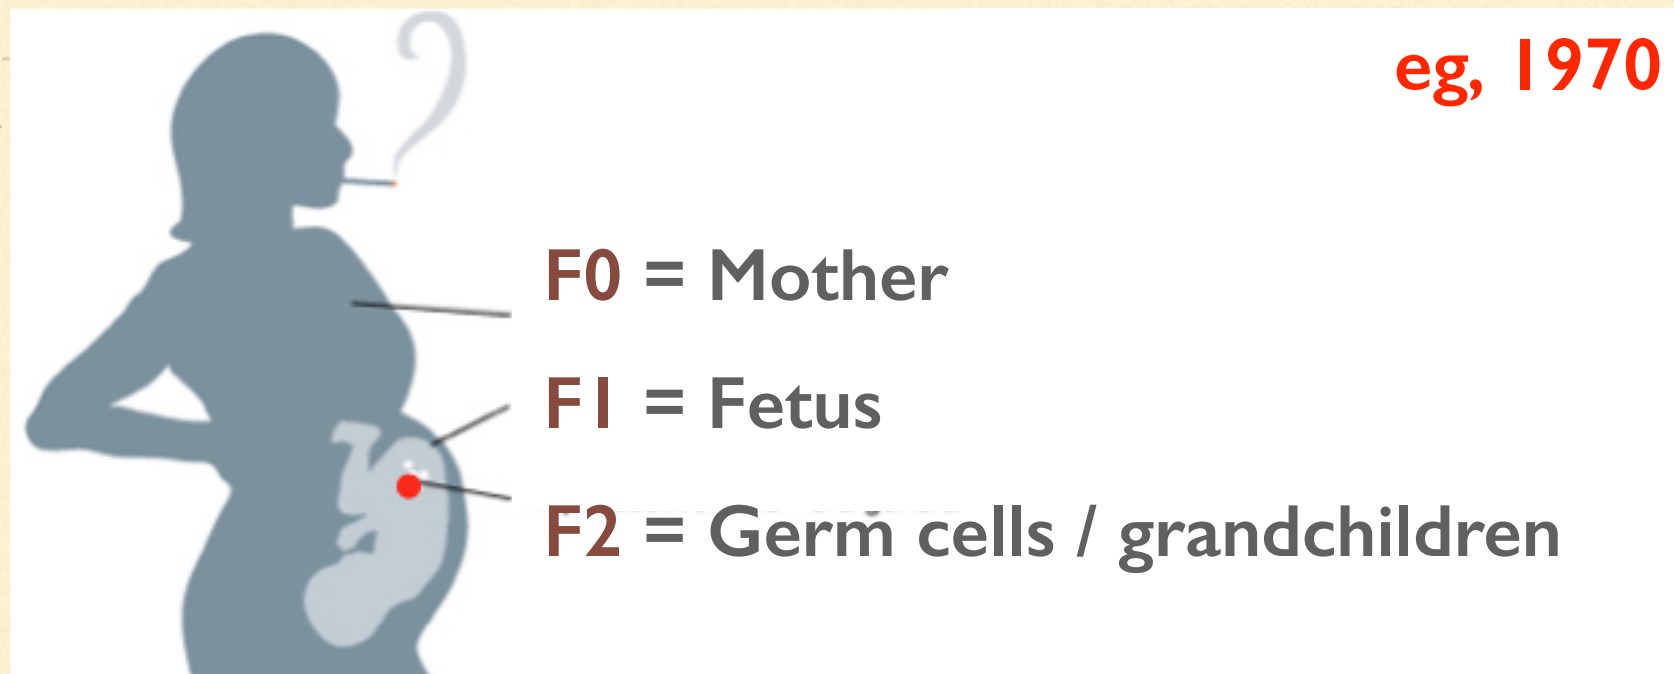 eg, 1970
F0 = Mother
F1 = Fetus
F2 = Germ cells / grandchildren